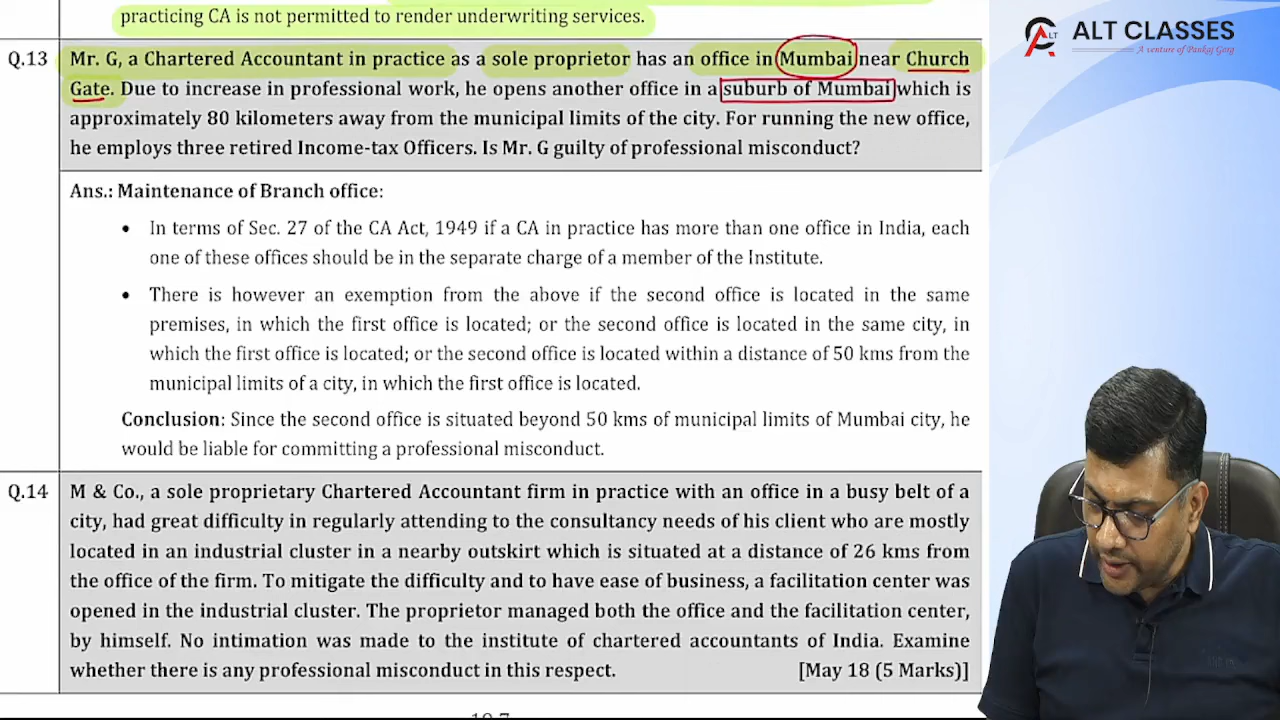 practicing CA is not permitted to render underwriting services.
ALT CLASSES
A venture of Pankaj Garg
ALT
Q.13
Mr. G, a Chartered Accountant in practice as a sole proprietor has an office in Mumbai near Church
Gate. Due to increase in professional work, he opens another office in a suburb of Mumbai which is
approximately 80 kilometers away from the municipal limits of the city. For running the new office,
he employs three retired Income-tax Officers. Is Mr. G guilty of professional misconduct?
Ans.: Maintenance of Branch office:
• In terms of Sec. 27 of the CA Act, 1949 if a CA in practice has more than one office in India, each
one of these offices should be in the separate charge of a member of the Institute.
• There is however an exemption from the above if the second office is located in the same
premises, in which the first office is located; or the second office is located in the same city, in
which the first office is located; or the second office is located within a distance of 50 kms from the
municipal limits of a city, in which the first office is located.
Conclusion: Since the second office is situated beyond 50 kms of municipal limits of Mumbai city, he
would be liable for committing a professional misconduct.
Q.14
M & Co., a sole proprietary Chartered Accountant firm in practice with an office in a busy belt of a
city, had great difficulty in regularly attending to the consultancy needs of his client who are mostly
located in an industrial cluster in a nearby outskirt which is situated at a distance of 26 kms from
the office of the firm. To mitigate the difficulty and to have ease of business, a facilitation center was
opened in the industrial cluster. The proprietor managed both the office and the facilitation center,
by himself. No intimation was made to the institute of chartered accountants of India. Examine
whether there is any professional misconduct in this respect. [May 18 (5 Marks)]